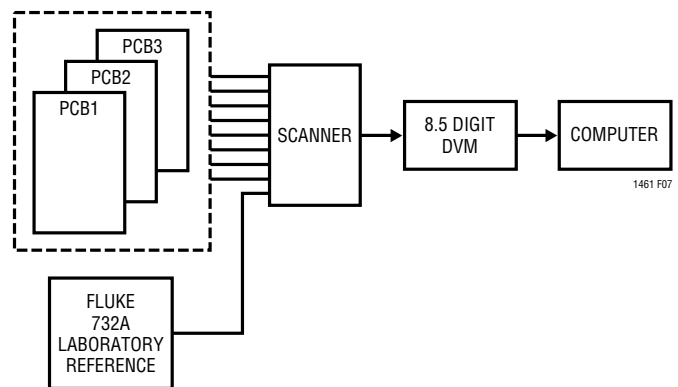 PCB3
PCB2
PCB1
SCANNER
8.5 DIGIT
DVM
COMPUTER
1461 F07
FLUKE
732A
LABORATORY
REFERENCE